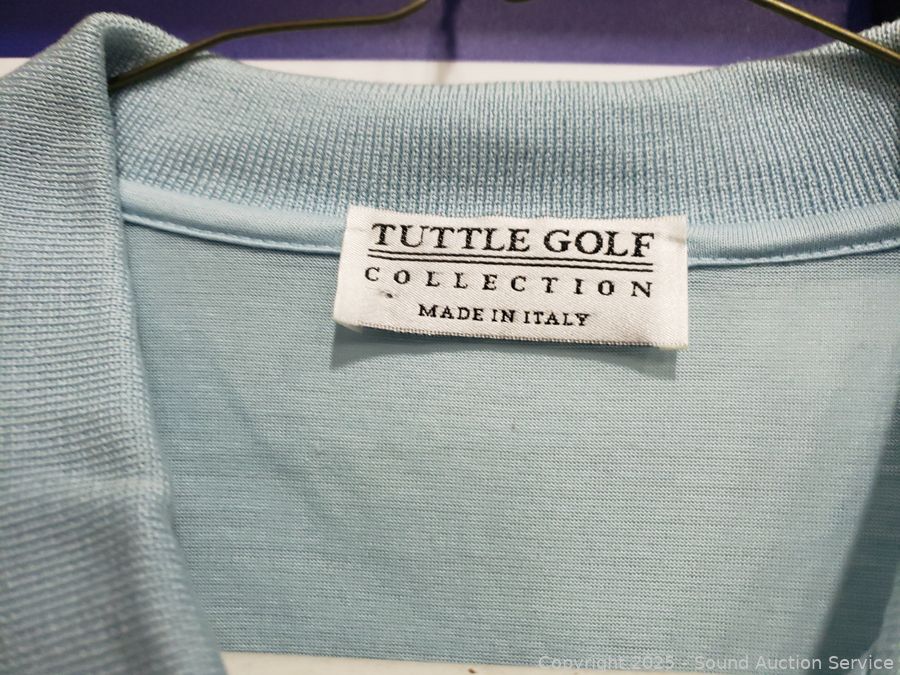 TUTTLE GOLF
COLLECTION
MADE IN ITALY
Copyright 2025 - Sound Auction Service